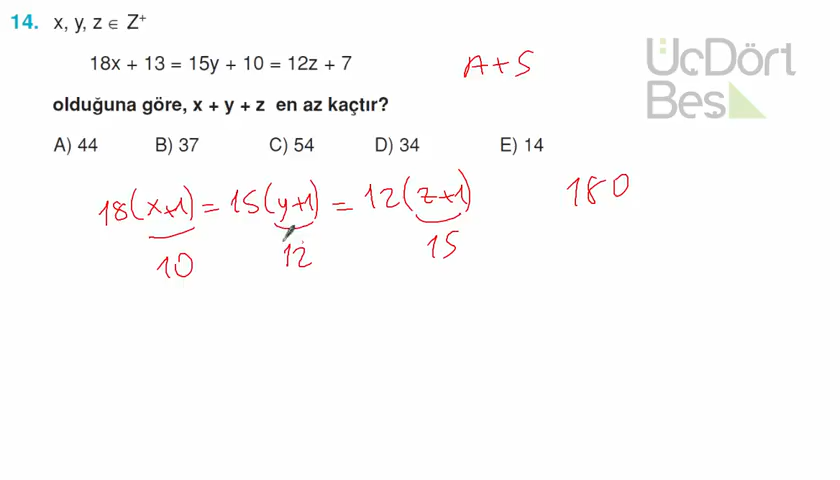 14. x, y, z ∈ Z⁺
18x + 13 = 15y + 10 = 12z + 7
A+5
ÜçDört
Beş
olduğuna göre, x + y + z en az kaçtır?
A) 44 B) 37 C) 54 D) 34 E) 14
18(x+1) = 15(y+1) = 12(z+1) 180
10 12 15